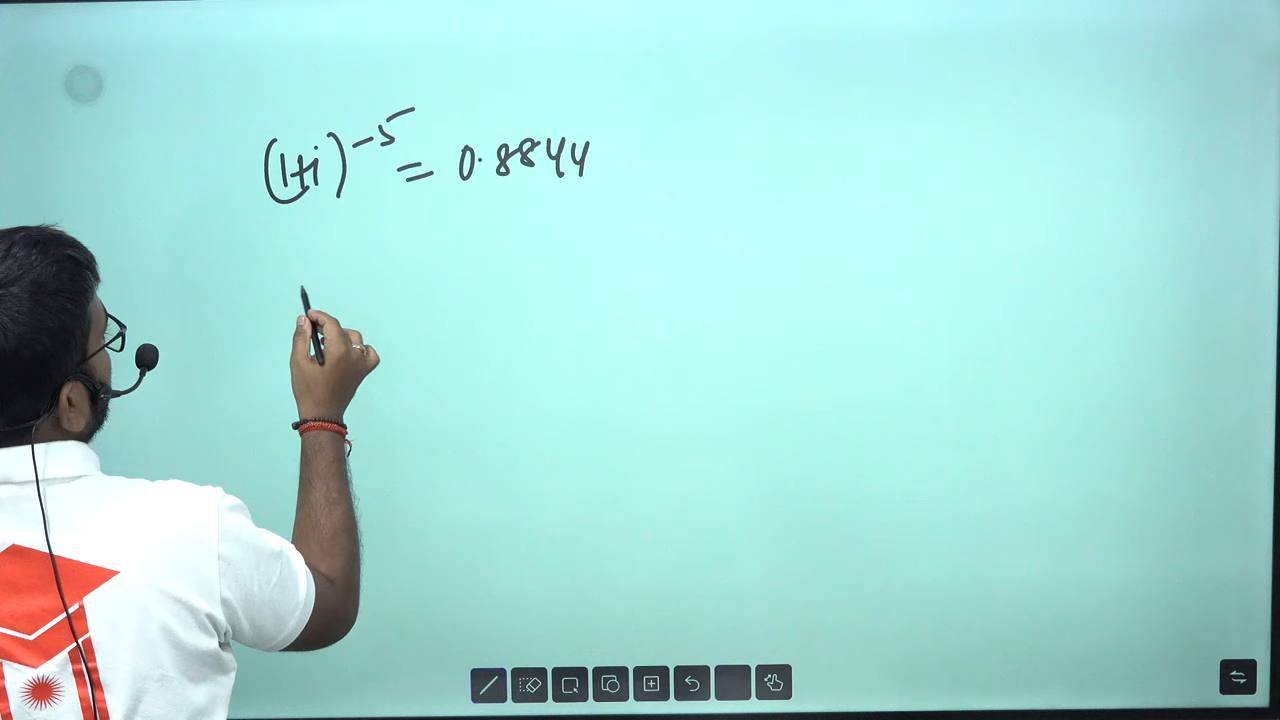 (1+i)⁻⁵ = 0.8844